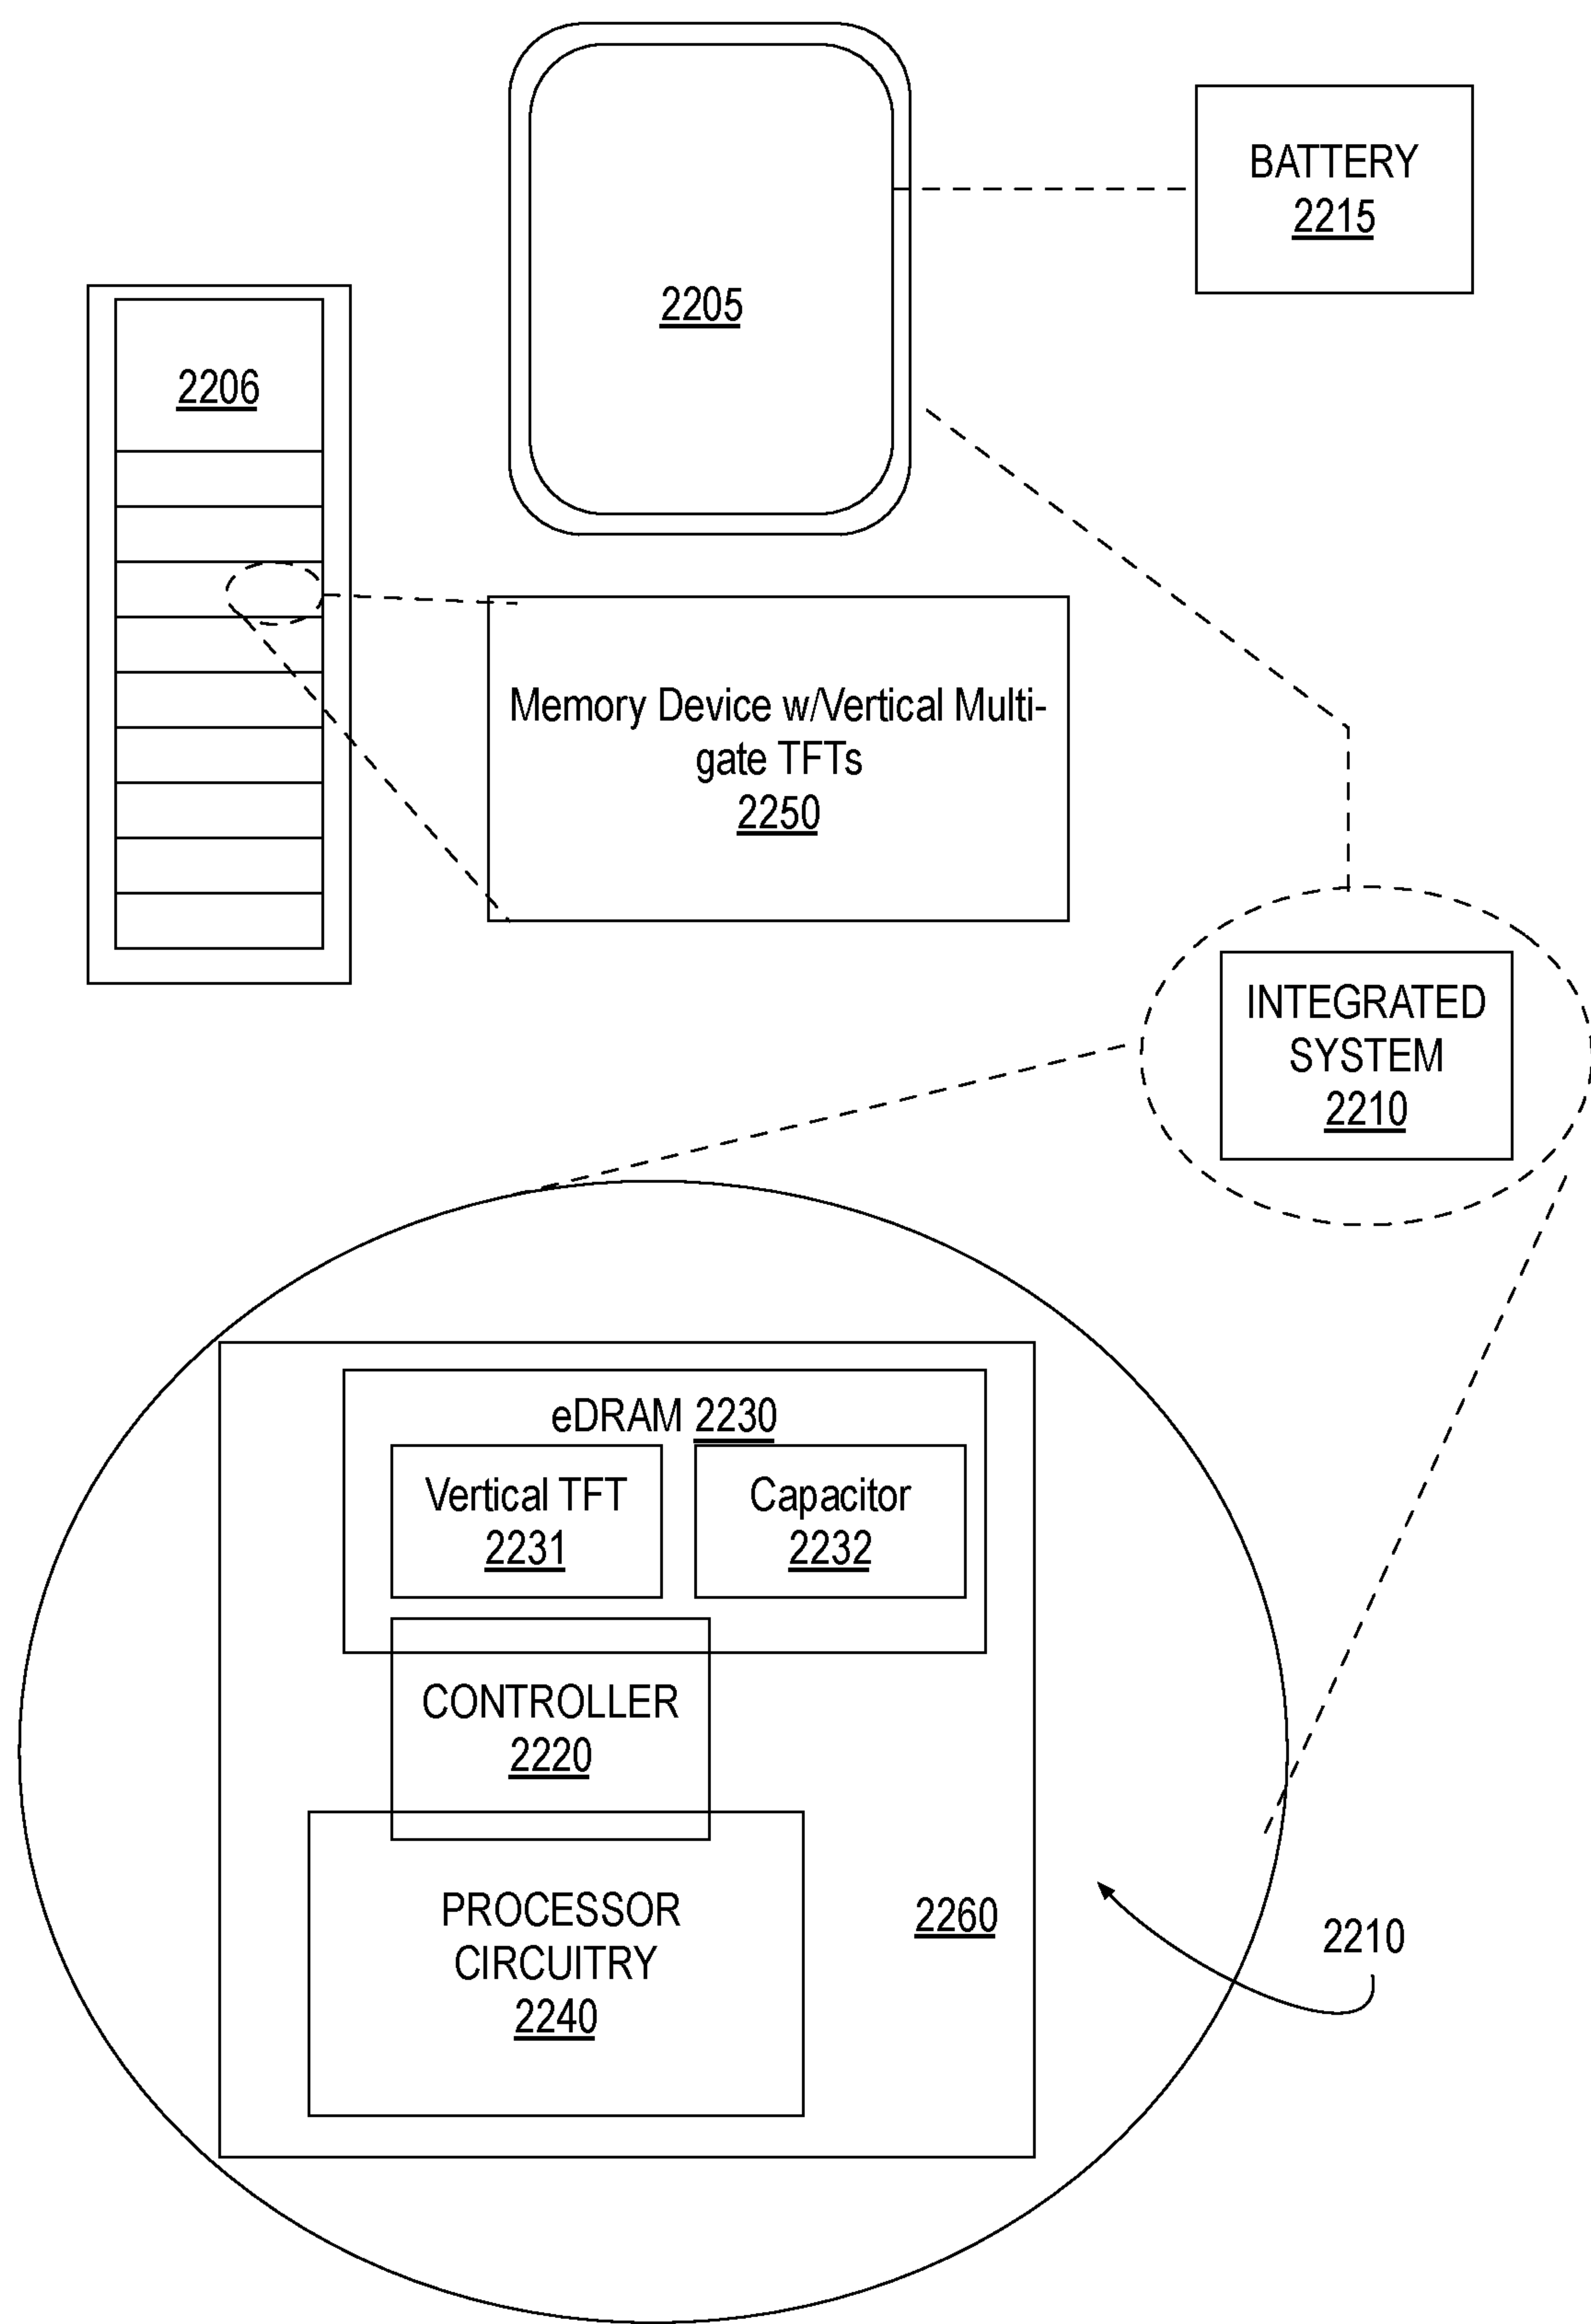 BATTERY
2215
2205
2206
Memory Device w/Vertical Multi-
gate TFTs
2250
INTEGRATED
SYSTEM
2210
eDRAM 2230
Vertical TFT
2231
Capacitor
2232
CONTROLLER
2220
PROCESSOR
CIRCUITRY
2240
2260
2210